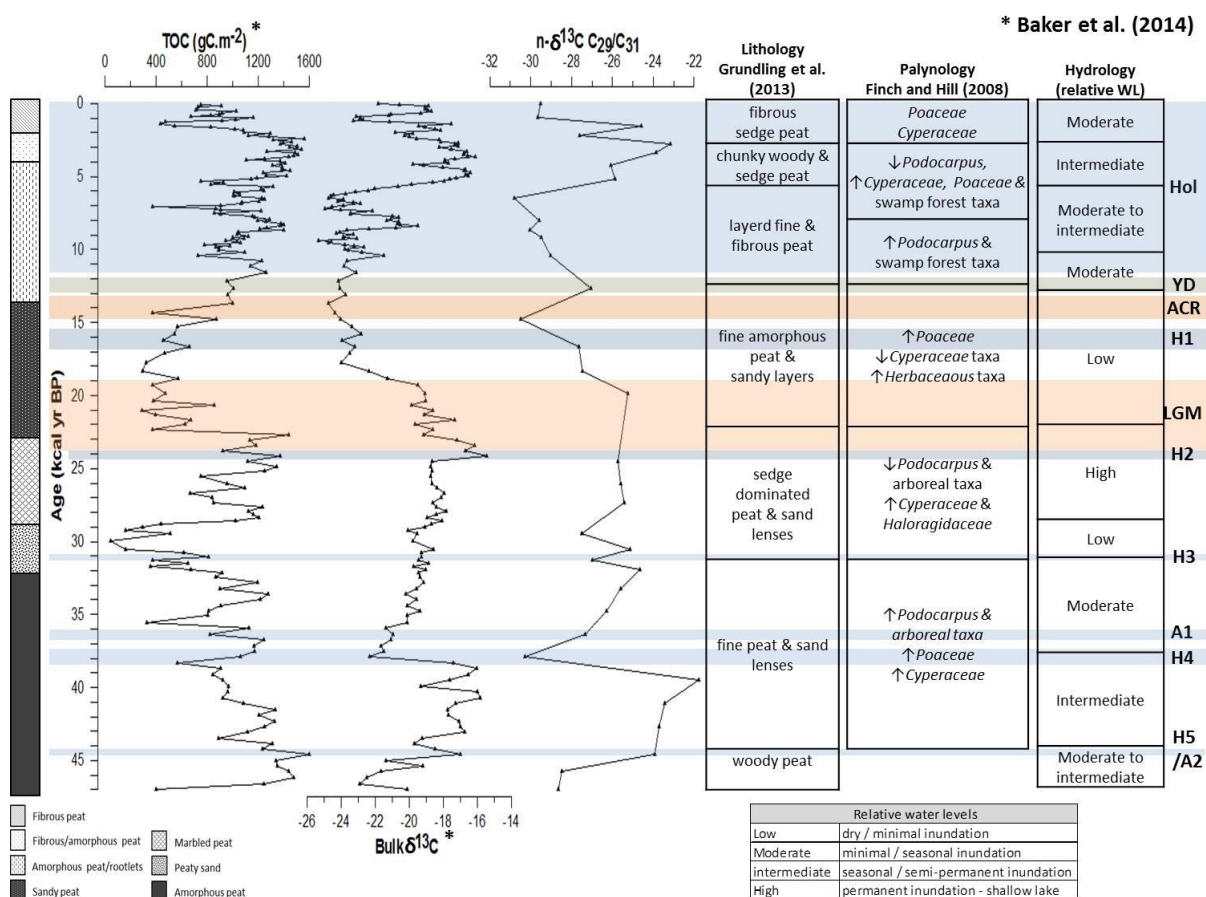 * Baker et al. (2014)
TOC (gC.m⁻²) *
0 400 800 1200 1600
n-δ¹³C C₂₉/C₃₁
-32 -30 -28 -26 -24 -22
Lithology
Grundling et al.
(2013)
Palynology
Finch and Hill (2008)
Hydrology
(relative WL)
Age (kcal yr BP)
0
5
10
15
20
25
30
35
40
45
fibrous
sedge peat
chunky woody &
sedge peat
layerd fine &
fibrous peat
fine amorphous
peat &
sandy layers
sedge
dominated
peat & sand
lenses
fine peat & sand
lenses
woody peat
Poaceae
Cyperaceae
↓Podocarpus,
↑Cyperaceae, Poaceae &
swamp forest taxa
↑Podocarpus &
swamp forest taxa
↑Poaceae
↓Cyperaceae taxa
↑Herbaceaous taxa
↓Podocarpus &
arboreal taxa
↑Cyperaceae &
Haloragidaceae
↑Podocarpus &
arboreal taxa
↑Poaceae
↑Cyperaceae
Moderate
Intermediate
Moderate to
intermediate
Moderate
Low
High
Low
Moderate
Intermediate
Moderate to
intermediate
Hol
YD
ACR
H1
LGM
H2
H3
A1
H4
H5
/A2
-26 -24 -22 -20 -18 -16 -14
Bulk δ¹³C *
Fibrous peat
Fibrous/amorphous peat
Amorphous peat/rootlets
Sandy peat
Marbled peat
Peaty sand
Amorphous peat
Relative water levels
Low dry / minimal inundation
Moderate minimal / seasonal inundation
intermediate seasonal / semi-permanent inundation
High permanent inundation - shallow lake